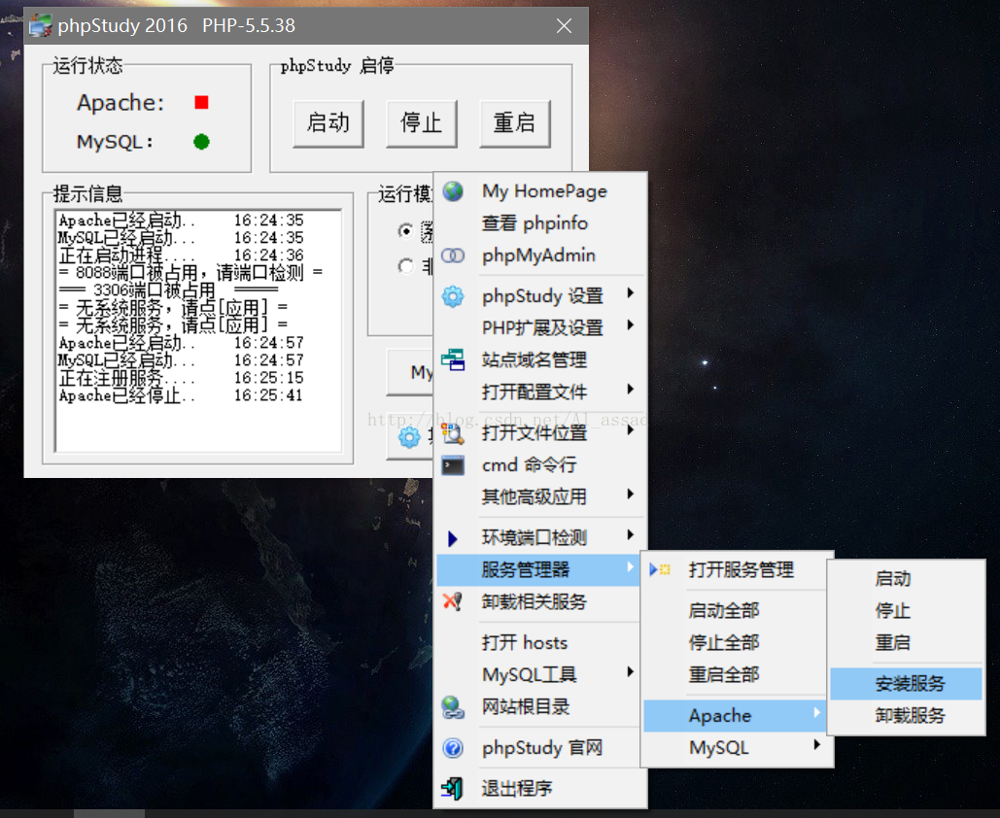 phpStudy 2016 PHP-5.5.38
运行状态
Apache:
MySQL:
phpStudy 启停
启动
停止
重启
提示信息
Apache已经启动.. 16:24:35
MySQL已经启动... 16:24:35
正在启动进程.... 16:24:36
= 8088端口被占用，请端口检测 =
=== 3306端口被占用 =====
= 无系统服务，请点[应用] =
= 无系统服务，请点[应用] =
Apache已经启动.. 16:24:57
MySQL已经启动... 16:24:57
正在注册服务.... 16:25:15
Apache已经停止.. 16:25:41
运行模
非
My
http://blog.csdn.net/Al_assad
My HomePage
查看 phpinfo
phpMyAdmin
phpStudy 设置
PHP扩展及设置
站点域名管理
打开配置文件
打开文件位置
cmd 命令行
其他高级应用
环境端口检测
服务管理器
卸载相关服务
打开 hosts
MySQL工具
网站根目录
phpStudy 官网
退出程序
打开服务管理
启动全部
停止全部
重启全部
Apache
MySQL
启动
停止
重启
安装服务
卸载服务